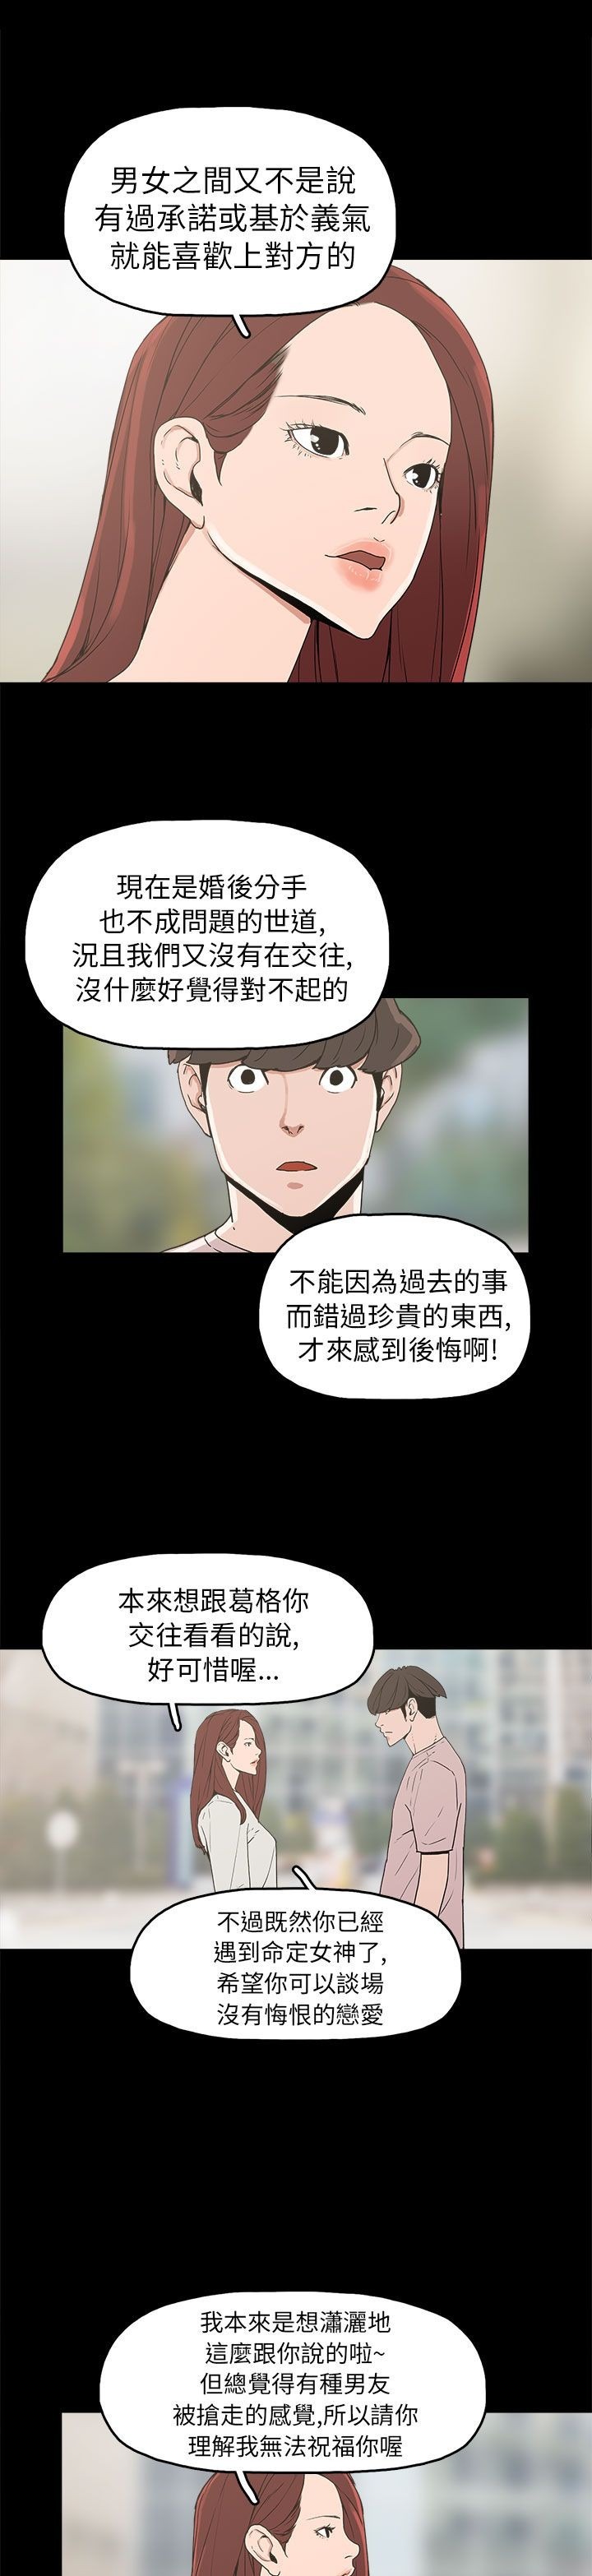 男女之間又不是說
有過承諾或基於義氣
就能喜歡上對方的
現在是婚後分手
也不成問題的世道,
況且我們又沒有在交往,
沒什麼好覺得對不起的
不能因為過去的事
而錯過珍貴的東西,
才來感到後悔啊!
本來想跟葛格你
交往看看的說,
好可惜喔...
不過既然你已經
遇到命定女神了,
希望你可以談場
沒有悔恨的戀愛
我本來是想瀟灑地
這麼跟你說的啦~
但總覺得有種男友
被搶走的感覺,所以請你
理解我無法祝福你喔